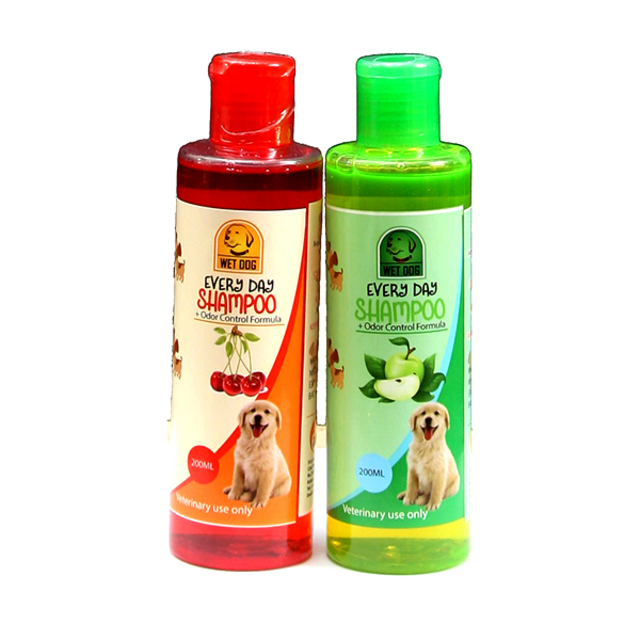 WET DOG
EVERY DAY
SHAMPOO
+ Odor Control Formula
200ML
Veterinary use only
WET DOG
EVERY DAY
SHAMPOO
+ Odor Control Formula
200ML
Veterinary use only